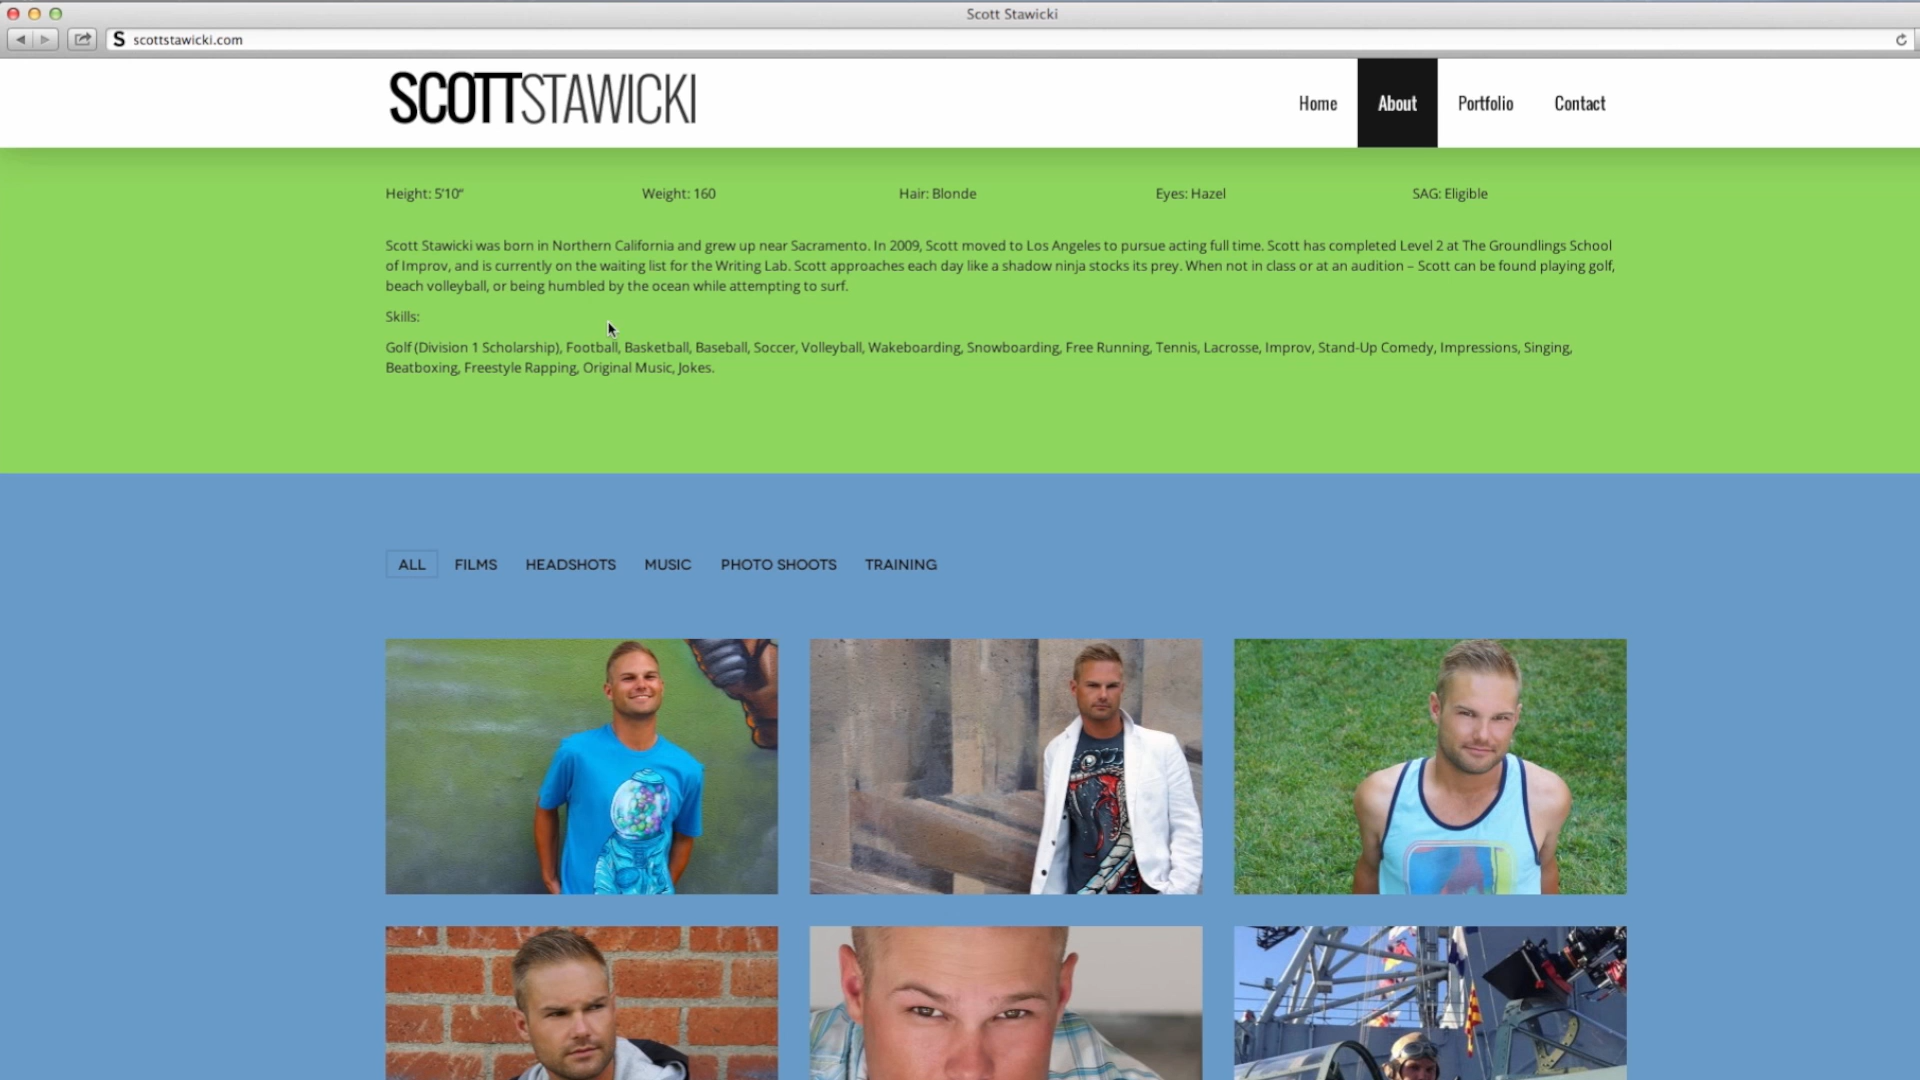 Scott Stawicki
scottstawicki.com
SCOTTSTAWICKI
Home About Portfolio Contact
Height: 5'10" Weight: 160 Hair: Blonde Eyes: Hazel SAG: Eligible
Scott Stawicki was born in Northern California and grew up near Sacramento. In 2009, Scott moved to Los Angeles to pursue acting full time. Scott has completed Level 2 at The Groundlings School
of Improv, and is currently on the waiting list for the Writing Lab. Scott approaches each day like a shadow ninja stocks its prey. When not in class or at an audition – Scott can be found playing golf,
beach volleyball, or being humbled by the ocean while attempting to surf.
Skills:
Golf (Division 1 Scholarship), Football, Basketball, Baseball, Soccer, Volleyball, Wakeboarding, Snowboarding, Free Running, Tennis, Lacrosse, Improv, Stand-Up Comedy, Impressions, Singing,
Beatboxing, Freestyle Rapping, Original Music, Jokes.
ALL FILMS HEADSHOTS MUSIC PHOTO SHOOTS TRAINING